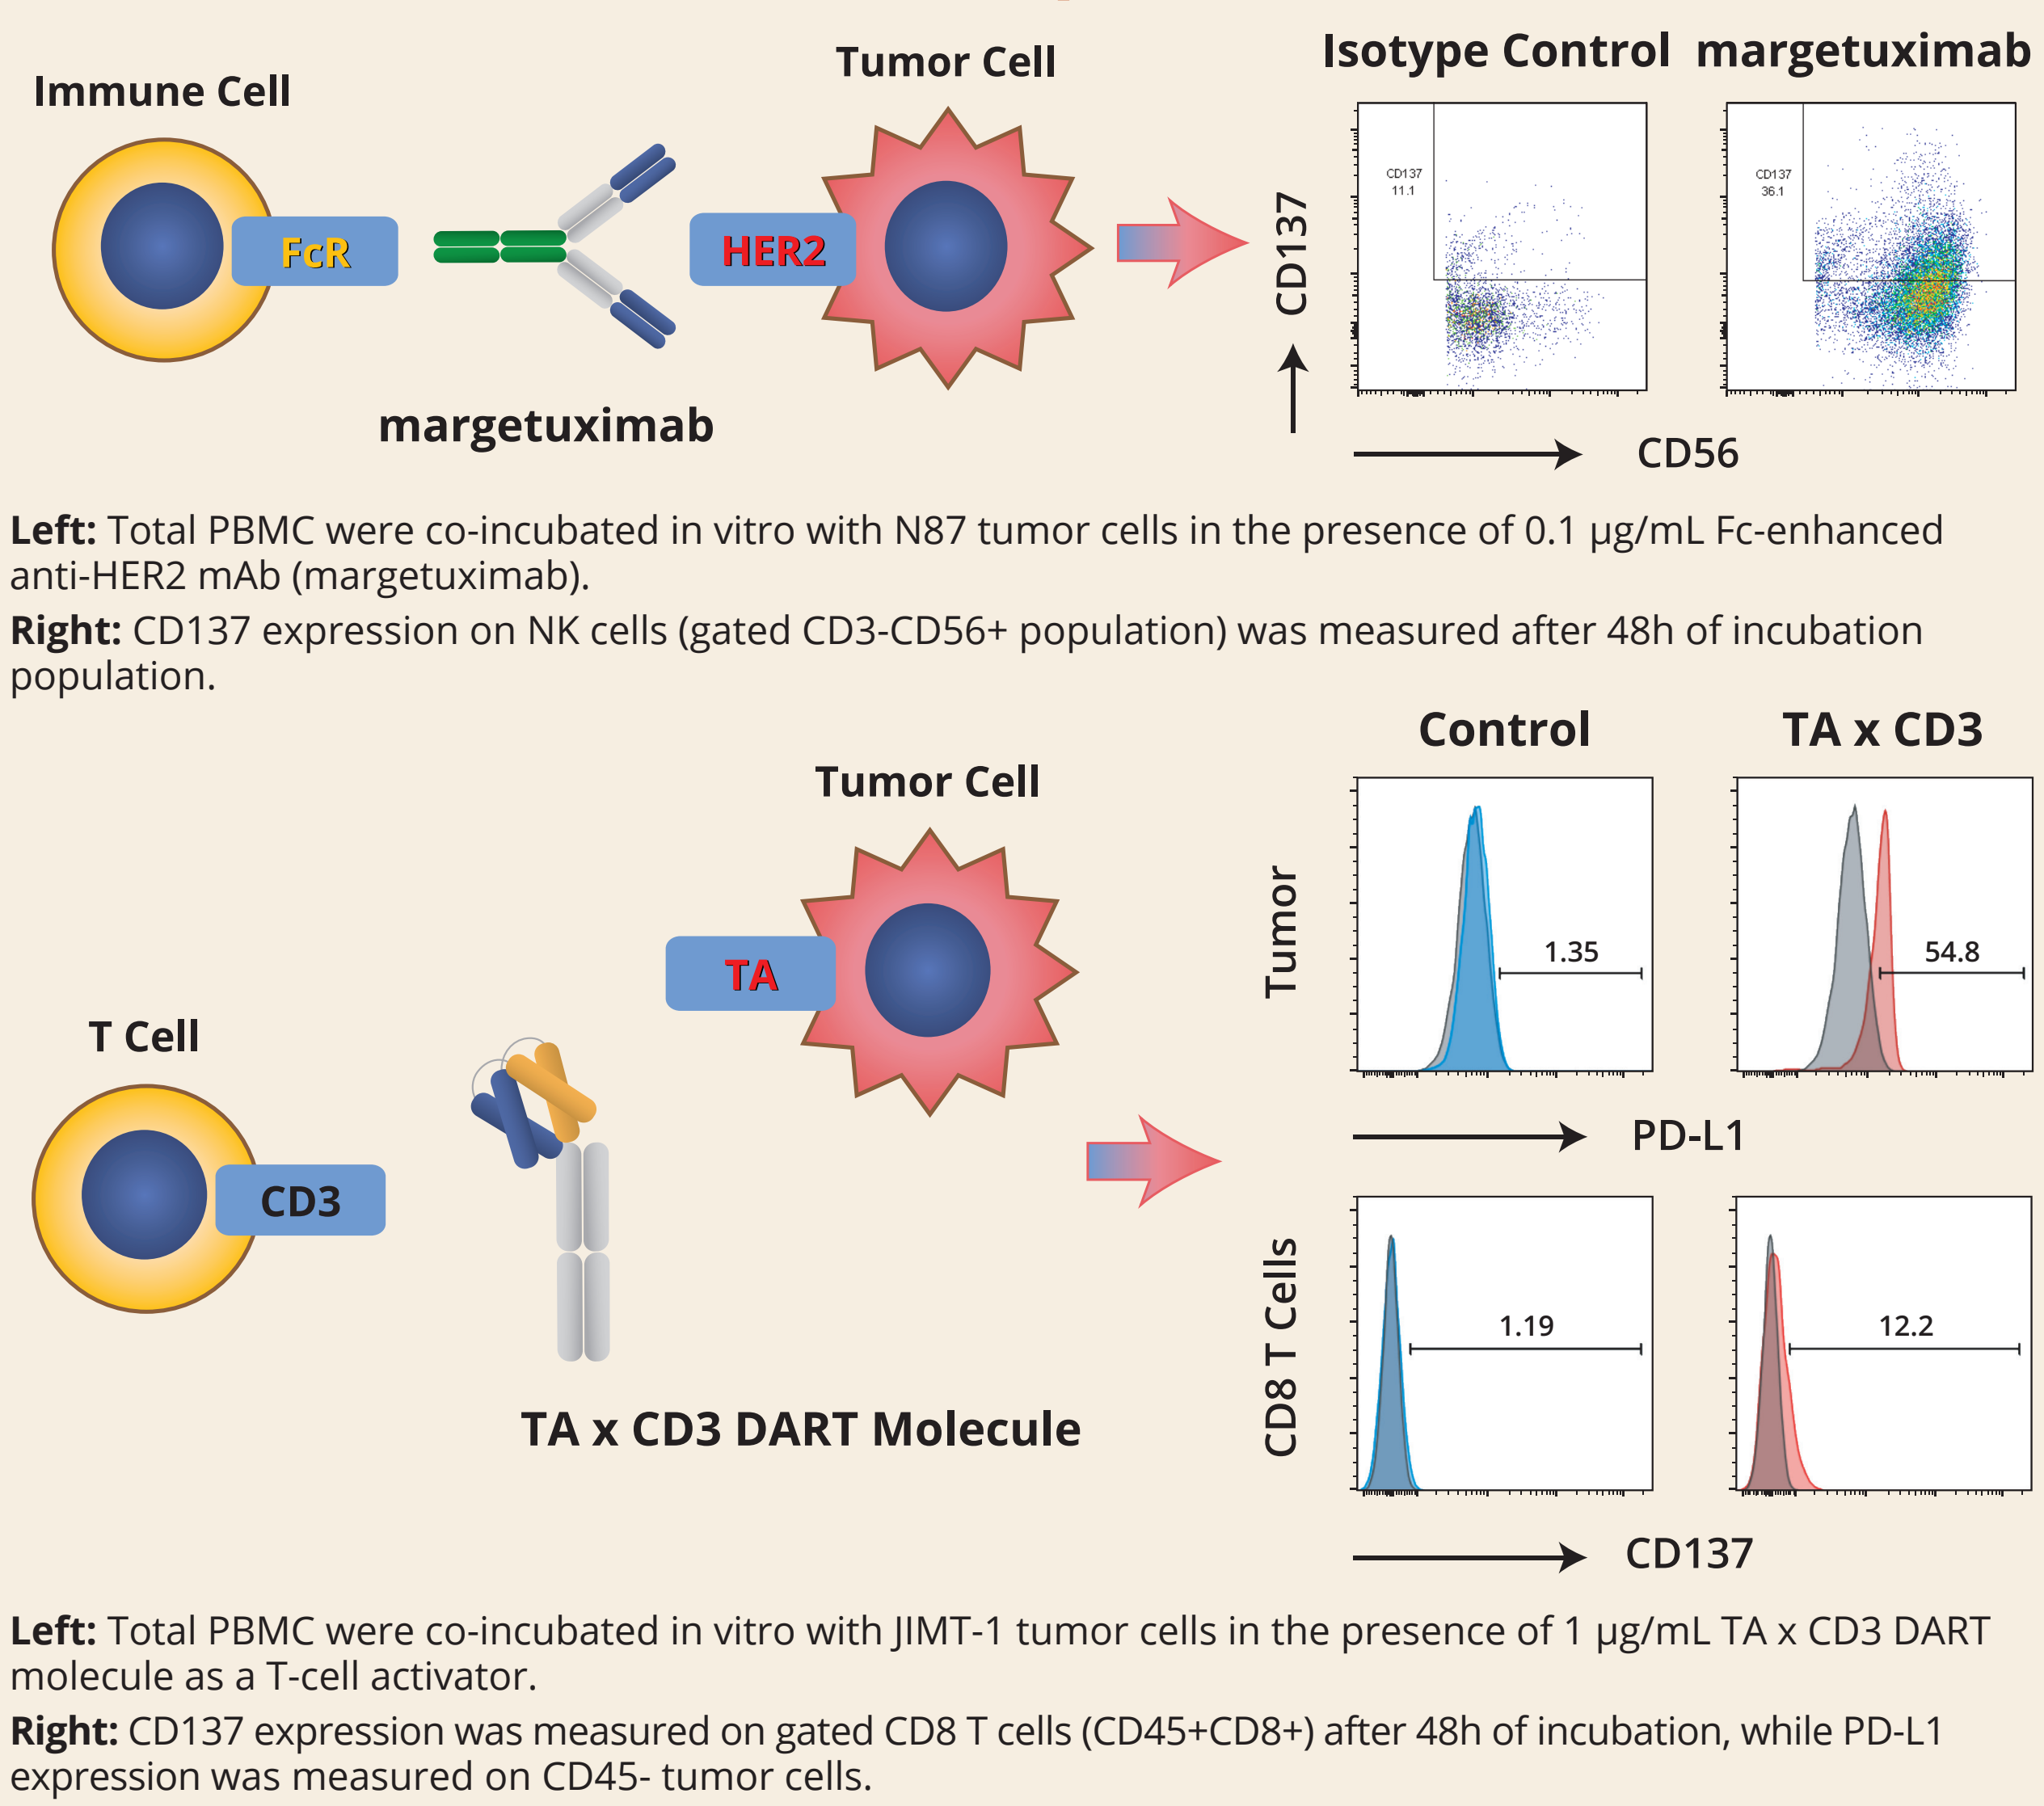 Immune Cell
Tumor Cell
Isotype Control
margetuximab
FcR
HER2
margetuximab
CD137
CD137
11.1
CD137
36.1
CD56
Left: Total PBMC were co-incubated in vitro with N87 tumor cells in the presence of 0.1 µg/mL Fc-enhanced
anti-HER2 mAb (margetuximab).
Right: CD137 expression on NK cells (gated CD3-CD56+ population) was measured after 48h of incubation
population.
Tumor Cell
TA
T Cell
CD3
TA x CD3 DART Molecule
Control
TA x CD3
Tumor
1.35
54.8
PD-L1
CD8 T Cells
1.19
12.2
CD137
Left: Total PBMC were co-incubated in vitro with JIMT-1 tumor cells in the presence of 1 µg/mL TA x CD3 DART
molecule as a T-cell activator.
Right: CD137 expression was measured on gated CD8 T cells (CD45+CD8+) after 48h of incubation, while PD-L1
expression was measured on CD45- tumor cells.